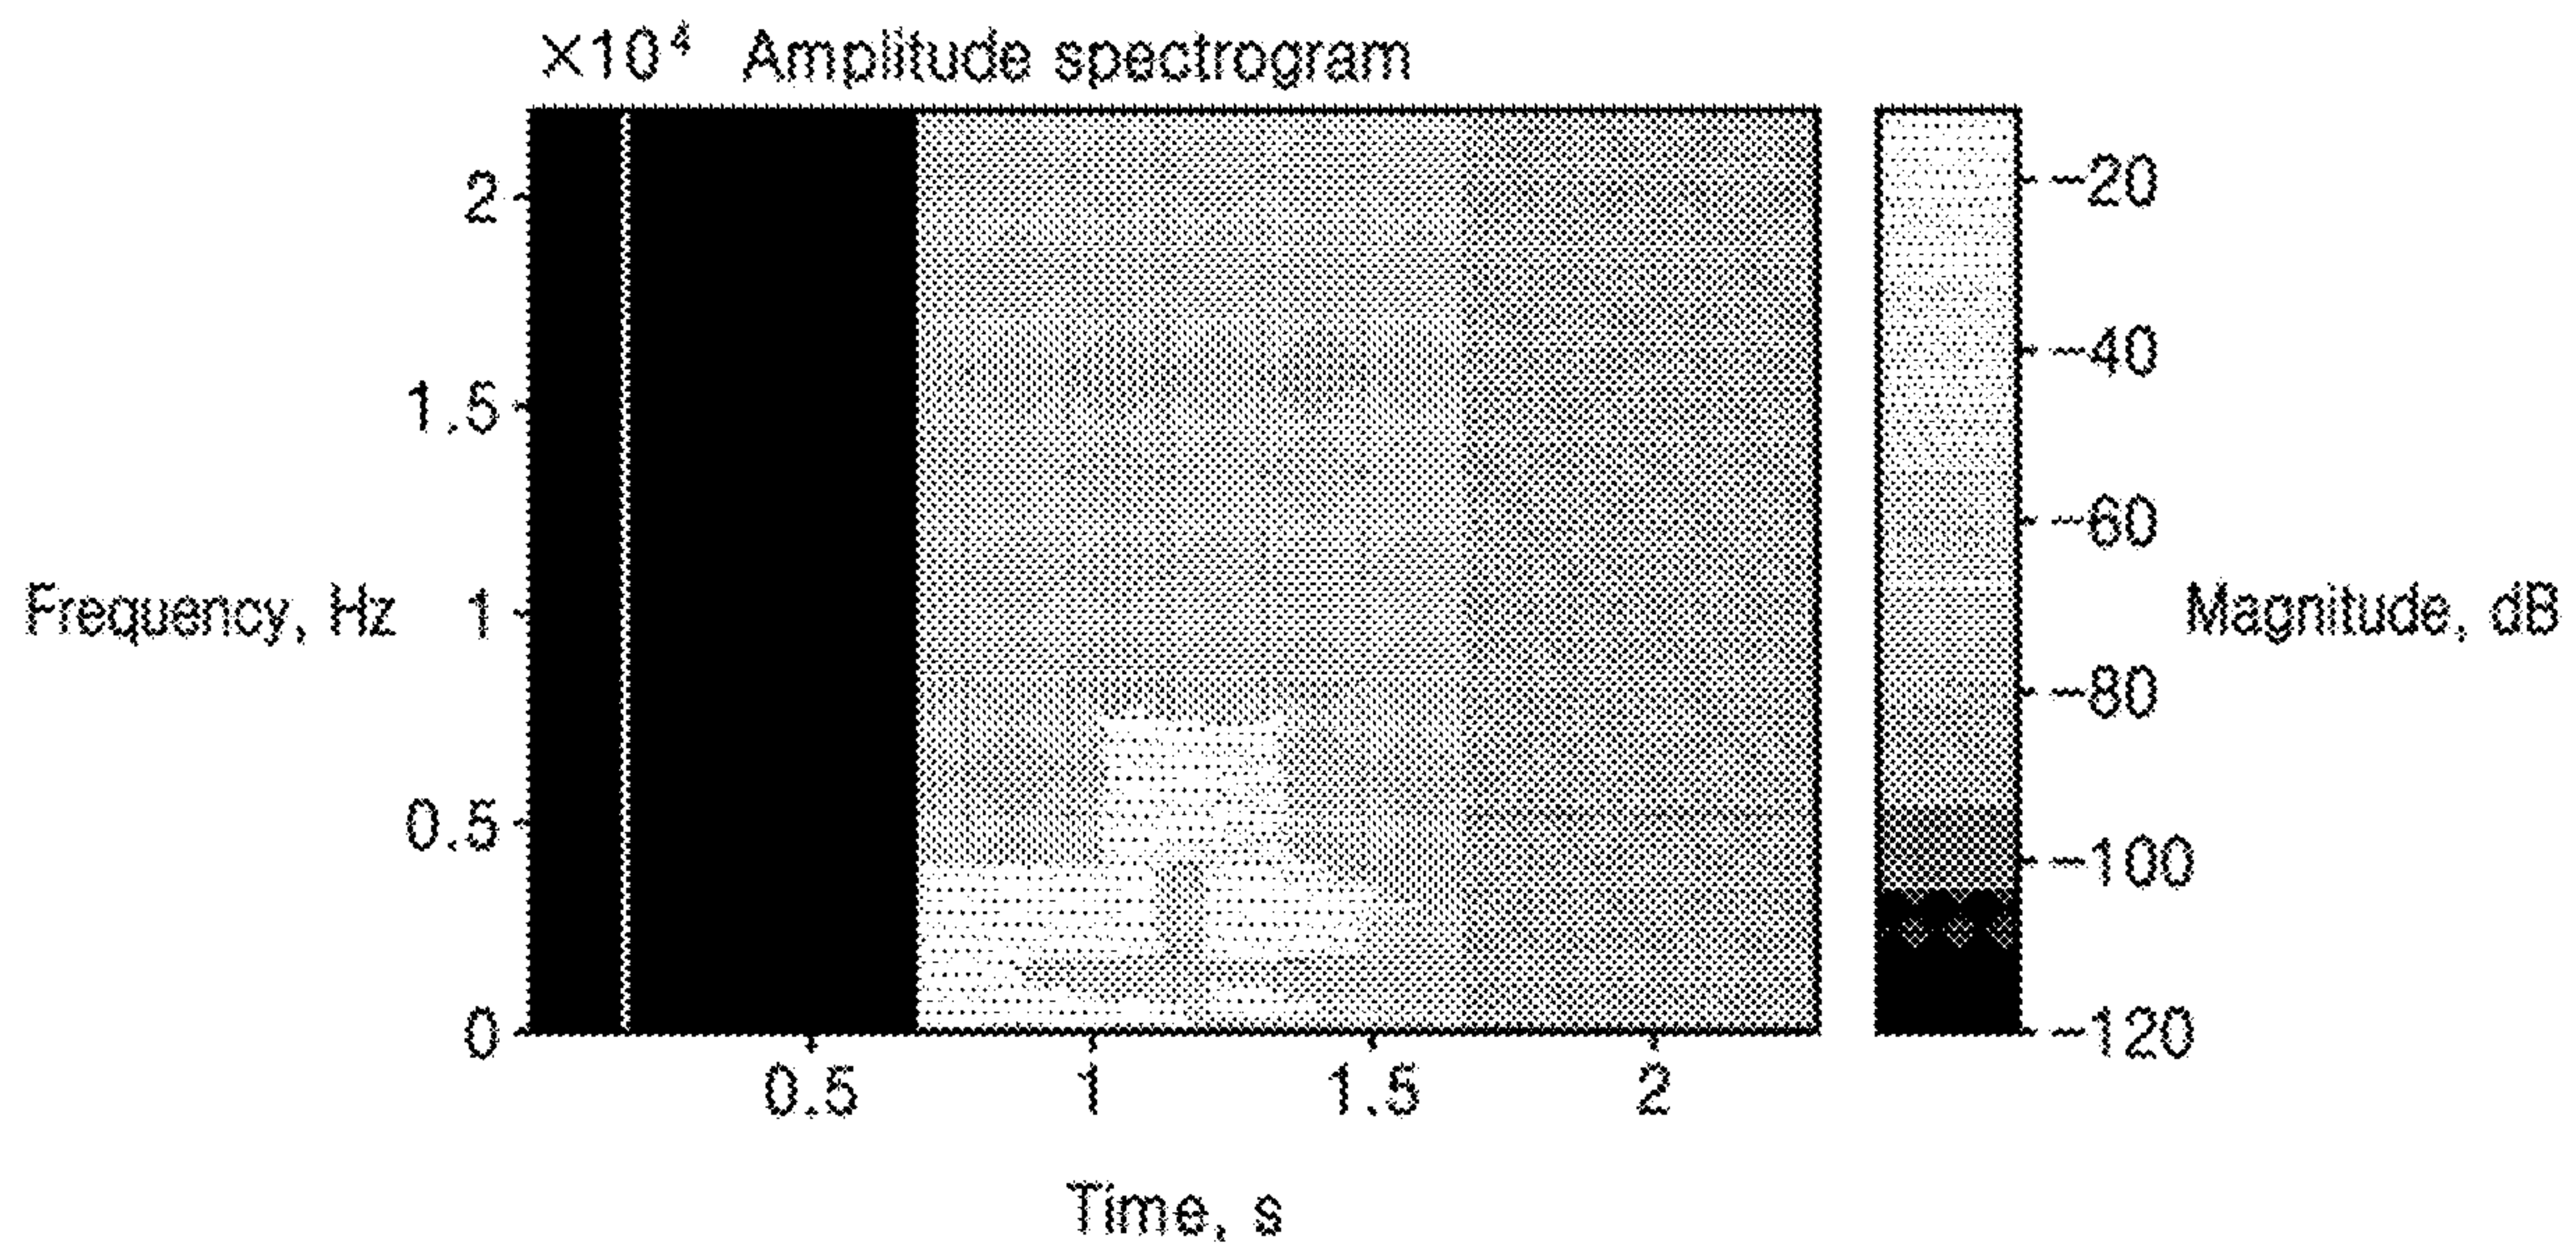 ×10⁴ Amplitude spectrogram
2
1.5
Frequency, Hz 1
0.5
0
0.5 1 1.5 2
Time, s
−20
−40
−60
Magnitude, dB
−80
−100
−120